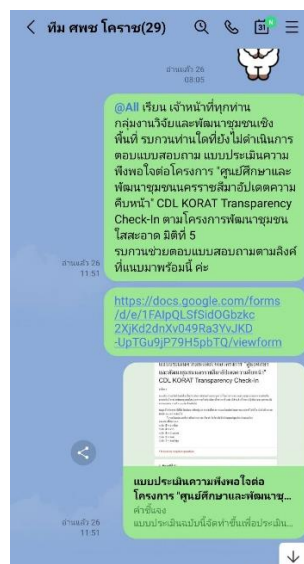 ทีม ศพช โคราช(29)
31
N
อ่านแล้ว 26
08:05
@All เรียน เจ้าหน้าที่ทุกท่าน
กลุ่มงานวิจัยและพัฒนาชุมชนเชิง
พื้นที่ รบกวนท่านใดที่ยังไม่ดำเนินการ
ตอบแบบสอบถาม แบบประเมินความ
พึงพอใจต่อโครงการ "ศูนย์ศึกษาและ
พัฒนาชุมชนนครราชสีมาอัปเดตความ
คืบหน้า" CDL KORAT Transparency
Check-In ตามโครงการพัฒนาชุมชน
ใสสะอาด มิติที่ 5
รบกวนช่วยตอบแบบสอบถามตามลิงค์
ที่แนบมาพร้อมนี้ ค่ะ
อ่านแล้ว 26
11:51
https://docs.google.com/forms
/d/e/1FAIpQLSfSidOGbzkc
2XjKd2dnXv049Ra3YvJKD
-UpTGu9jP79H5pbTQ/viewform
CDL KORAT Transparency Check-In
แบบประเมินความพึงพอใจต่อ
โครงการ "ศูนย์ศึกษาและพัฒนาชุ...
คำชี้แจง
แบบประเมินฉบับนี้จัดทำขึ้นเพื่อประเมิน...
อ่านแล้ว 26
11:51